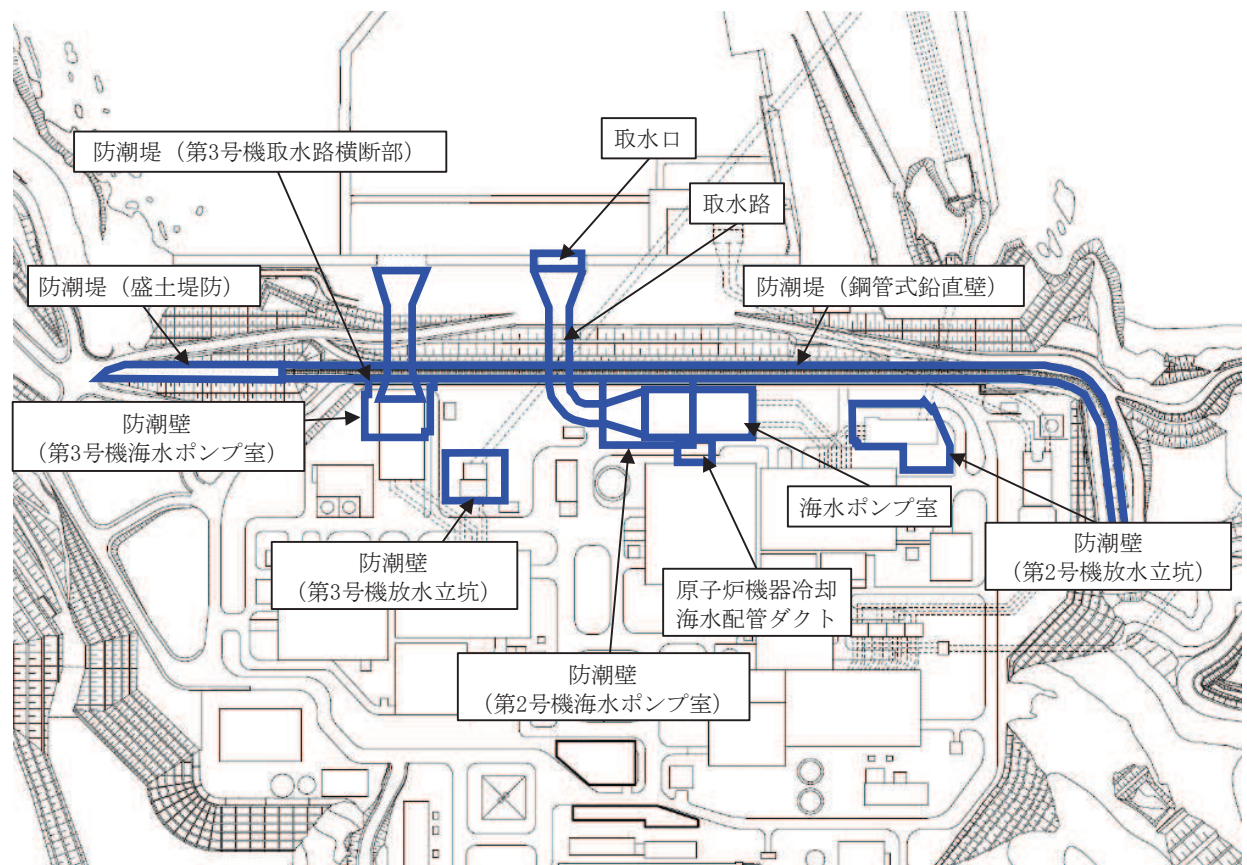 防潮堤（第3号機取水路横断部）
取水口
取水路
防潮堤（盛土堤防）
防潮堤（鋼管式鉛直壁）
防潮壁
（第3号機海水ポンプ室）
海水ポンプ室
防潮壁
（第3号機放水立坑）
防潮壁
（第2号機放水立坑）
原子炉機器冷却
海水配管ダクト
防潮壁
（第2号機海水ポンプ室）